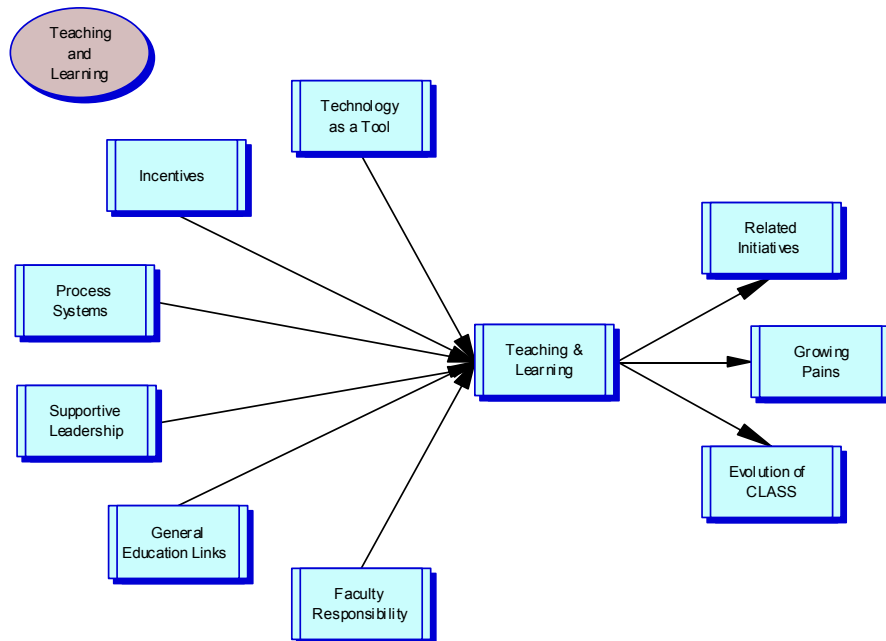 Teaching
and
Learning
Technology
as a Tool
Incentives
Related
Initiatives
Process
Systems
Teaching &
Learning
Growing
Pains
Supportive
Leadership
Evolution of
CLASS
General
Education Links
Faculty
Responsibility